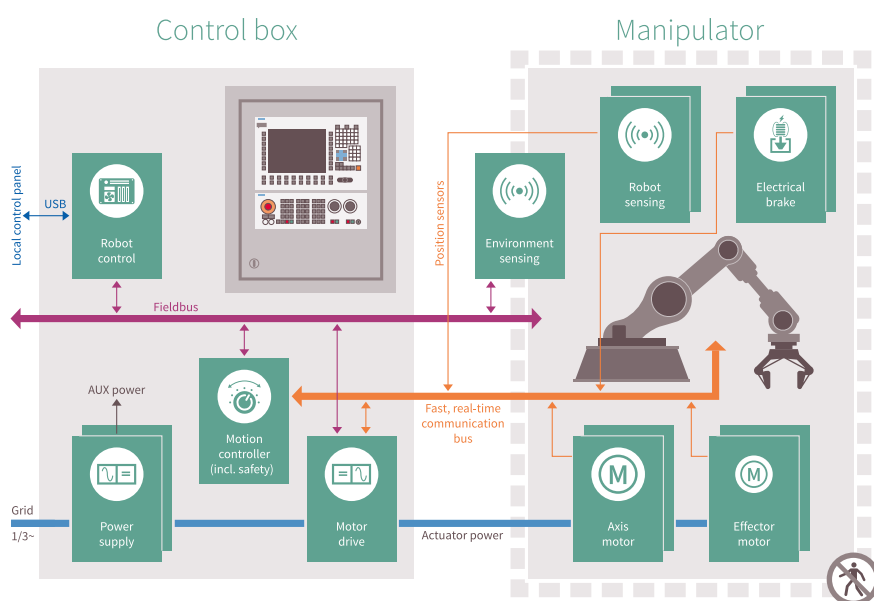 Control box
Manipulator
Local control panel
USB
Robot
control
Position sensors
Environment
sensing
Robot
sensing
Electrical
brake
Fieldbus
AUX power
Motion
controller
(incl. safety)
Fast, real-time
communication
bus
Grid
1/3~
Power
supply
Motor
drive
Actuator power
M
Axis
motor
M
Effector
motor